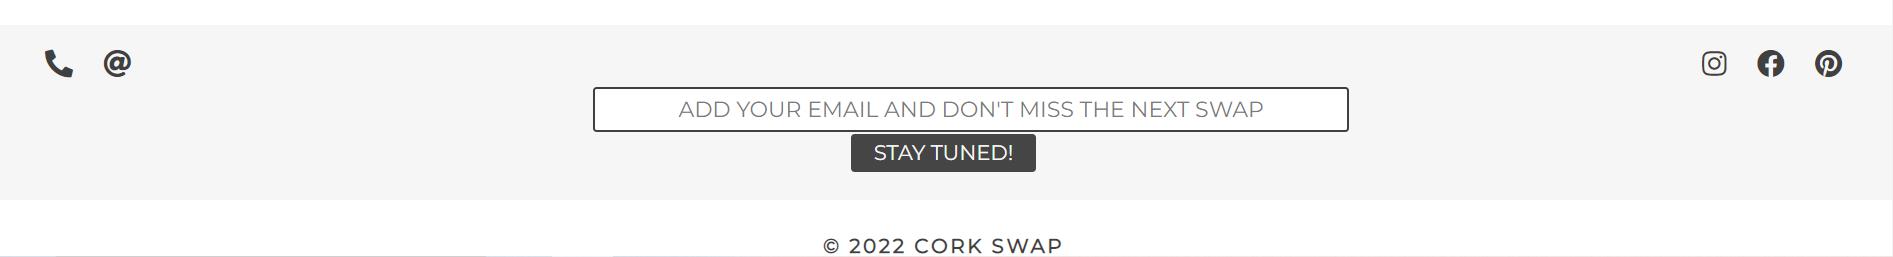 ADD YOUR EMAIL AND DON'T MISS THE NEXT SWAP
STAY TUNED!
© 2022 CORK SWAP